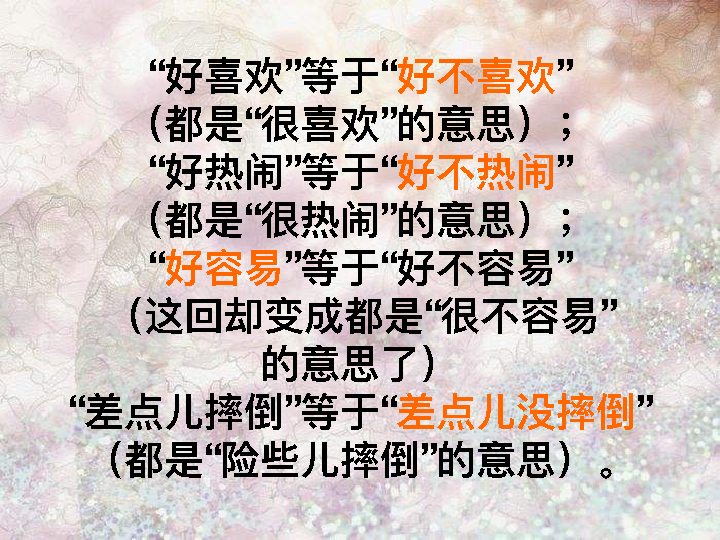 “好喜欢”等于“好不喜欢”
（都是“很喜欢”的意思）；
“好热闹”等于“好不热闹”
（都是“很热闹”的意思）；
“好容易”等于“好不容易”
（这回却变成都是“很不容易”
的意思了）
“差点儿摔倒”等于“差点儿没摔倒”
（都是“险些儿摔倒”的意思）。